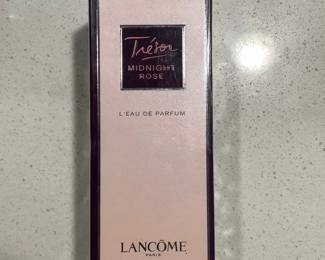 Trésor
MIDNIGHT
ROSE
L'EAU DE PARFUM
LANCÔME
PARIS